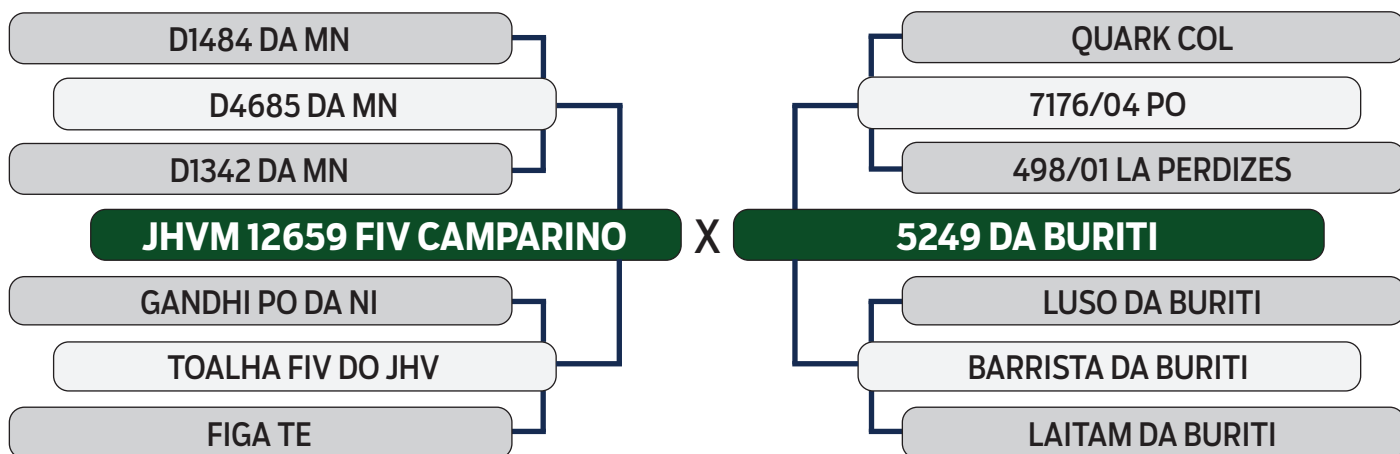 D1484 DA MN
QUARK COL
D4685 DA MN
7176/04 PO
D1342 DA MN
498/01 LA PERDIZES
JHVM 12659 FIV CAMPARINO X 5249 DA BURITI
GANDHI PO DA NI
LUSO DA BURITI
TOALHA FIV DO JHV
BARRISTA DA BURITI
FIGA TE
LAITAM DA BURITI